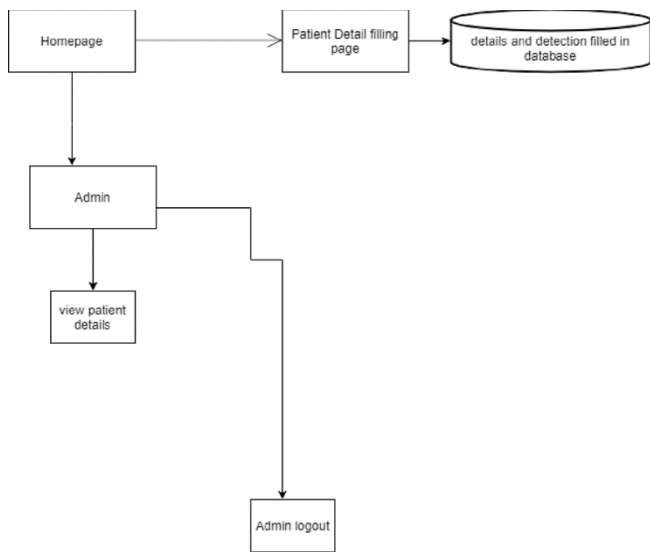 Homepage
Patient Detail filling
page
details and detection filled in
database
Admin
view patient
details
Admin logout